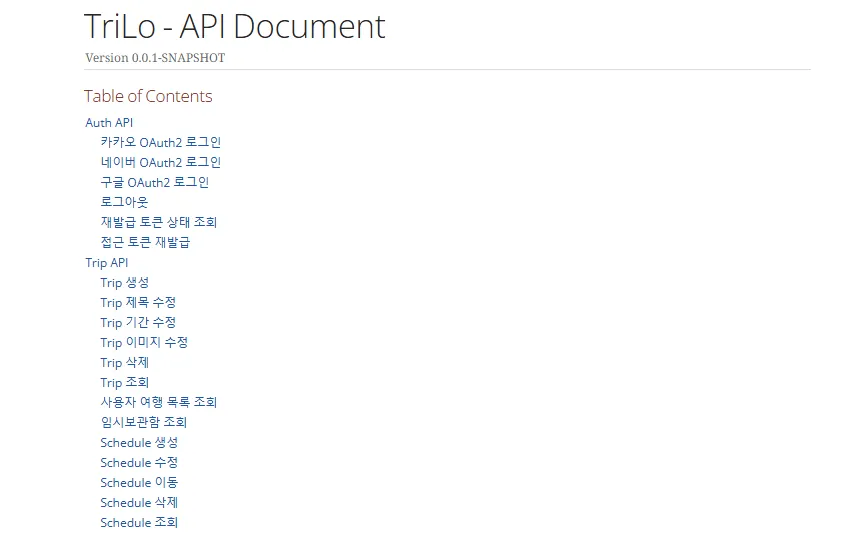 TriLo - API Document
Version 0.0.1-SNAPSHOT
Table of Contents
Auth API
카카오 OAuth2 로그인
네이버 OAuth2 로그인
구글 OAuth2 로그인
로그아웃
재발급 토큰 상태 조회
접근 토큰 재발급
Trip API
Trip 생성
Trip 제목 수정
Trip 기간 수정
Trip 이미지 수정
Trip 삭제
Trip 조회
사용자 여행 목록 조회
임시보관함 조회
Schedule 생성
Schedule 수정
Schedule 이동
Schedule 삭제
Schedule 조회